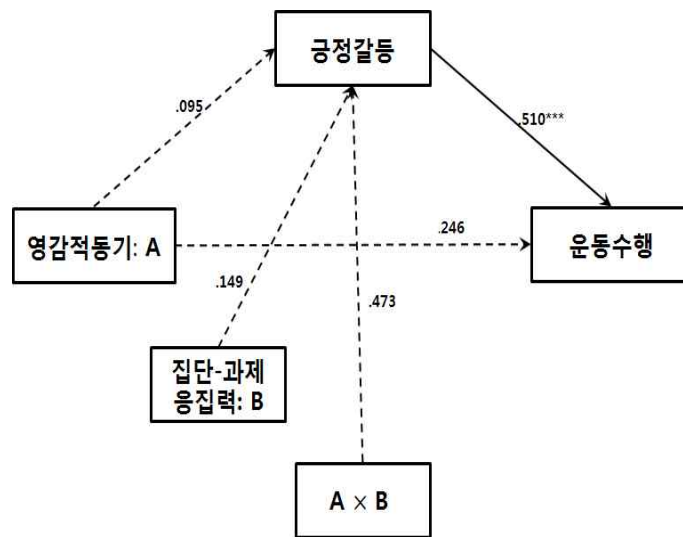 긍정갈등
.095
.510***
영감적동기: A
.246
운동수행
.149
.473
집단-과제
응집력: B
A × B